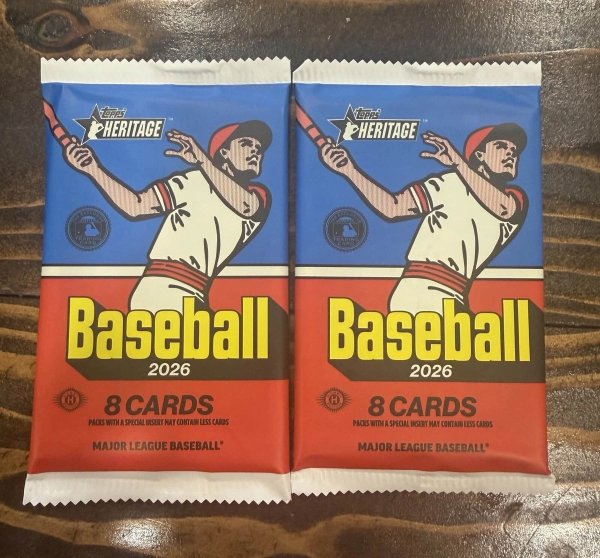 Topps
HERITAGE
Baseball
2026
8 CARDS
PACKS WITH A SPECIAL INSERT MAY CONTAIN LESS CARDS
MAJOR LEAGUE BASEBALL
Topps
HERITAGE
Baseball
2026
8 CARDS
PACKS WITH A SPECIAL INSERT MAY CONTAIN LESS CARDS
MAJOR LEAGUE BASEBALL